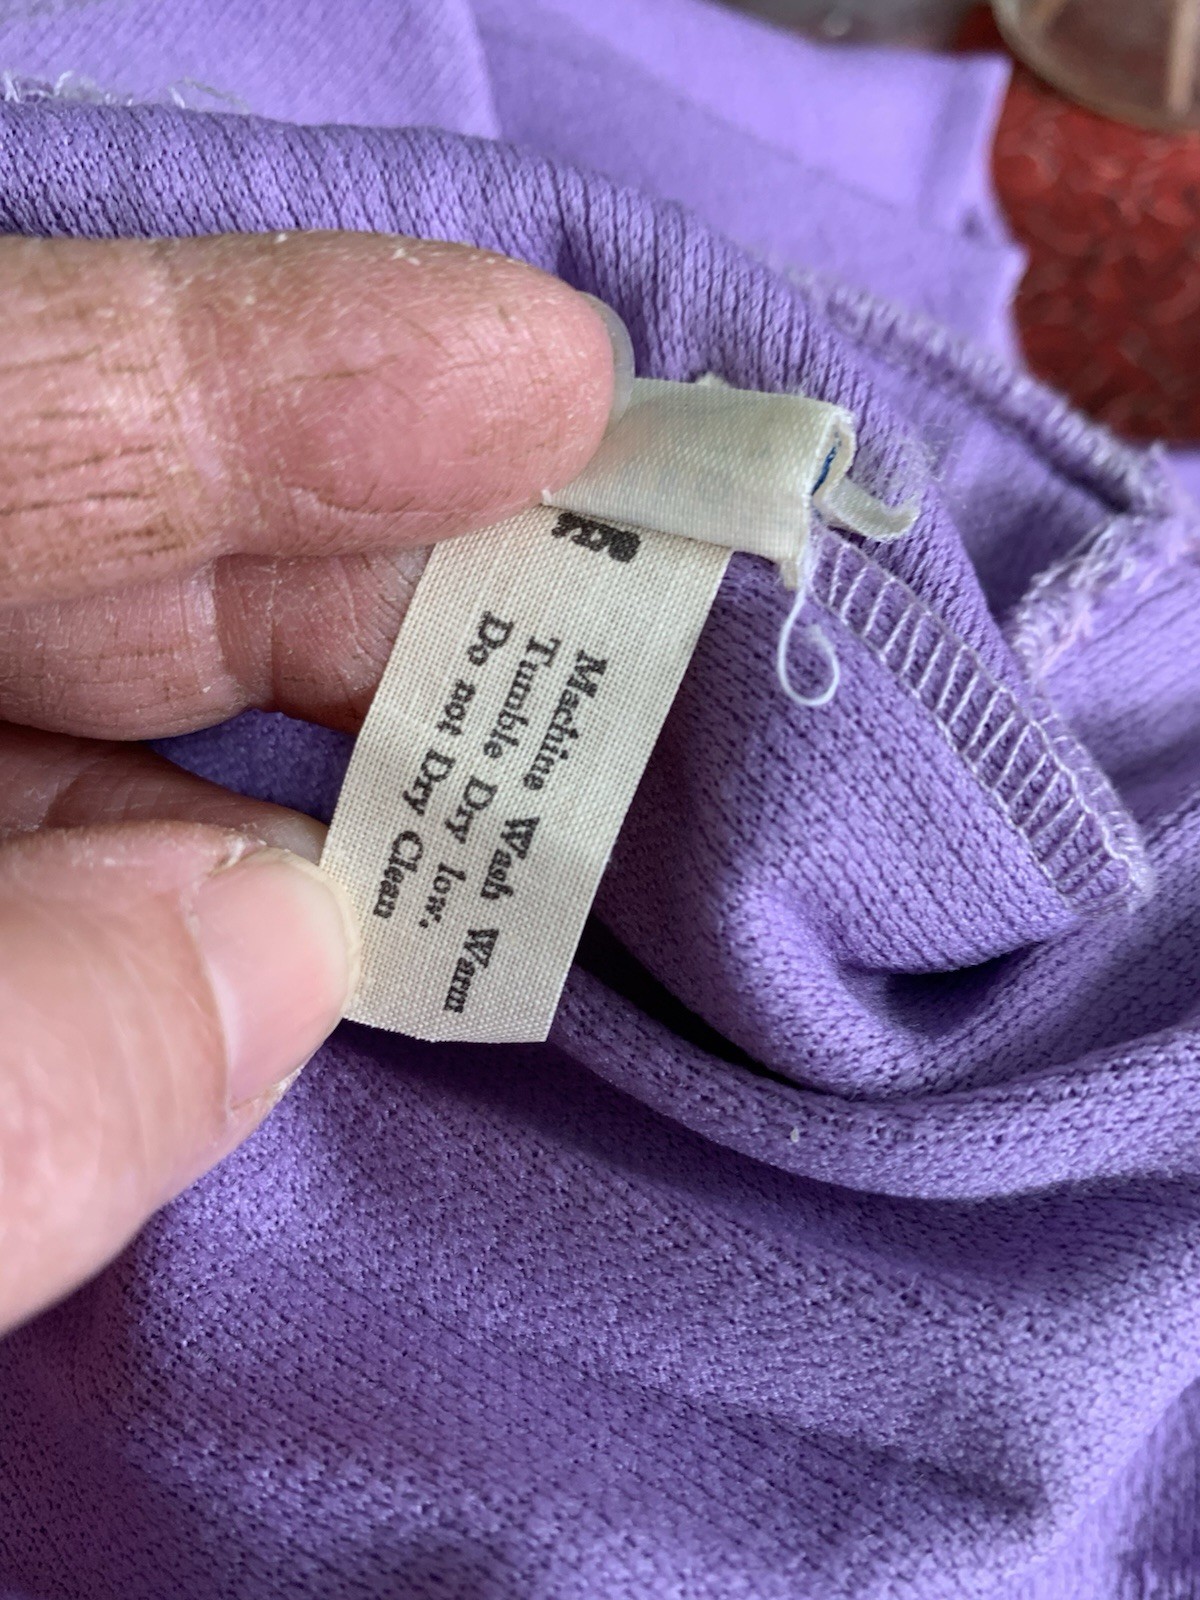 Machine Wash Warm
Tumble Dry low.
Do not Dry Clean